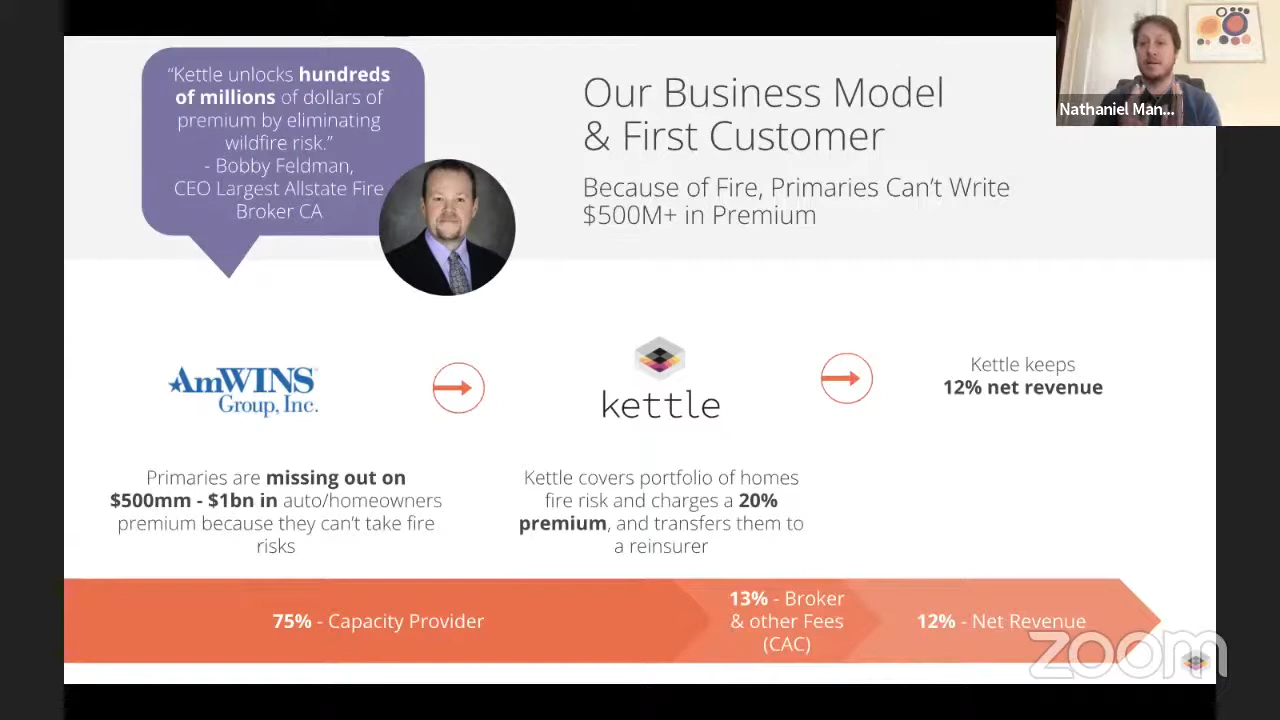 “Kettle unlocks hundreds
of millions of dollars of
premium by eliminating
wildfire risk.”
- Bobby Feldman,
CEO Largest Allstate Fire
Broker CA
Our Business Model
& First Customer
Because of Fire, Primaries Can’t Write
$500M+ in Premium
Nathaniel Man...
AmWINS
Group, Inc.
kettle
Kettle keeps
12% net revenue
Primaries are missing out on
$500mm - $1bn in auto/homeowners
premium because they can’t take fire
risks
Kettle covers portfolio of homes
fire risk and charges a 20%
premium, and transfers them to
a reinsurer
75% - Capacity Provider
13% - Broker
& other Fees
(CAC)
12% - Net Revenue
zoom